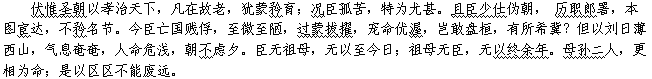 伏惟圣朝以孝治天下，凡在故老，犹蒙矜育；况臣孤苦，特为尤甚。且臣少仕伪朝， 历职郎署，本
图宦达，不矜名节。今臣亡国贱俘，至微至陋，过蒙拔擢，宠命优渥，岂敢盘桓，有所希冀？但以刘日薄
西山，气息奄奄，人命危浅，朝不虑夕。臣无祖母，无以至今日；祖母无臣，无以终余年。母孙二人，更
相为命；是以区区不能废远。